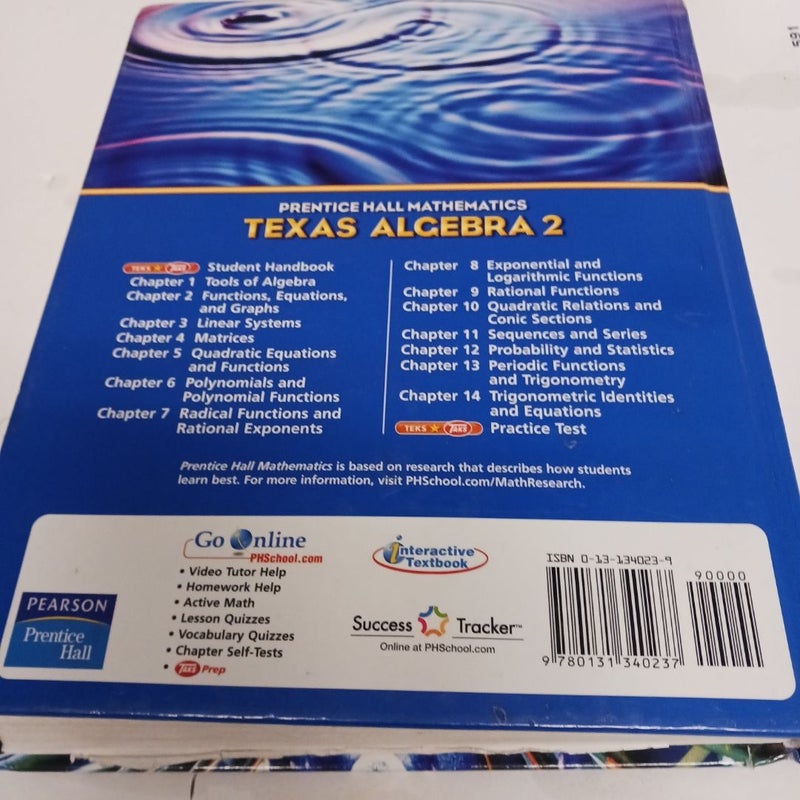 591
PRENTICE HALL MATHEMATICS
TEXAS ALGEBRA 2
TEKS TAKS Student Handbook
Chapter 1 Tools of Algebra
Chapter 2 Functions, Equations,
and Graphs
Chapter 3 Linear Systems
Chapter 4 Matrices
Chapter 5 Quadratic Equations
and Functions
Chapter 6 Polynomials and
Polynomial Functions
Chapter 7 Radical Functions and
Rational Exponents
Chapter 8 Exponential and
Logarithmic Functions
Chapter 9 Rational Functions
Chapter 10 Quadratic Relations and
Conic Sections
Chapter 11 Sequences and Series
Chapter 12 Probability and Statistics
Chapter 13 Periodic Functions
and Trigonometry
Chapter 14 Trigonometric Identities
and Equations
TEKS TAKS Practice Test
Prentice Hall Mathematics is based on research that describes how students
learn best. For more information, visit PHSchool.com/MathResearch.
PEARSON
Prentice
Hall
Go Online
PHSchool.com
• Video Tutor Help
• Homework Help
• Active Math
• Lesson Quizzes
• Vocabulary Quizzes
• Chapter Self-Tests
• TAKS Prep
interactive
Textbook
Success Tracker™
Online at PHSchool.com
ISBN 0-13-134023-9
90000
9 780131 340237